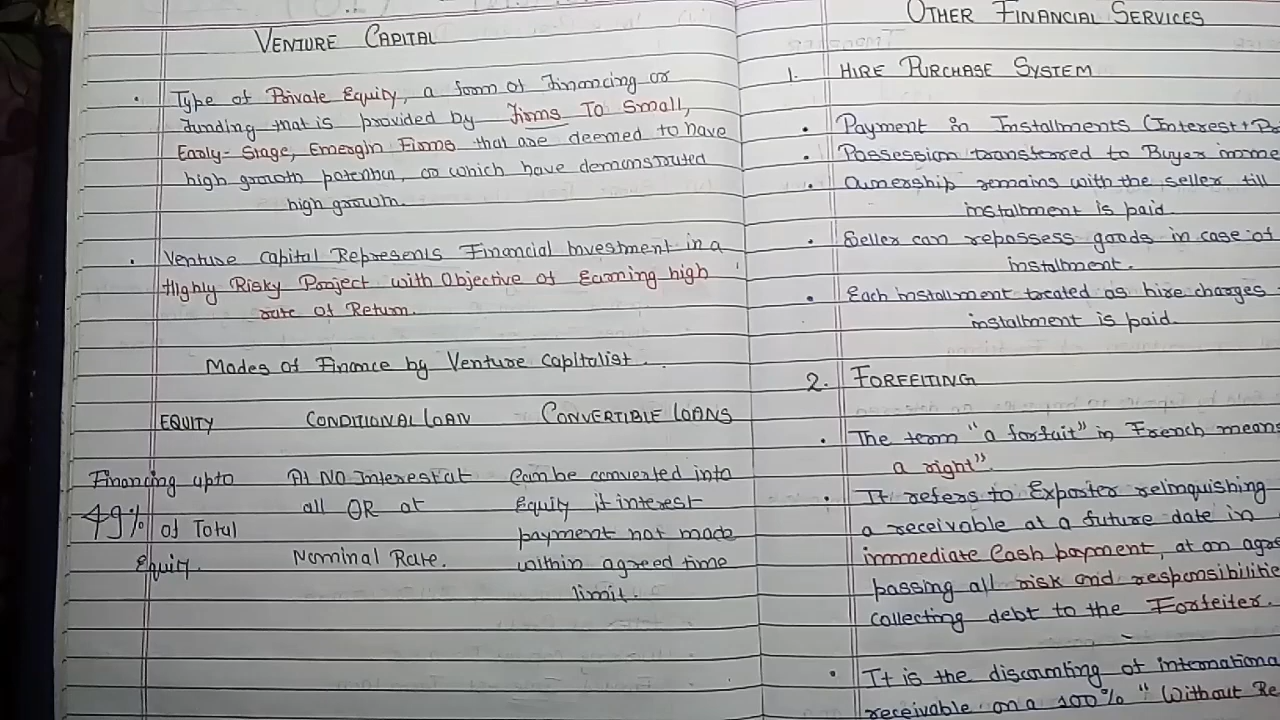 VENTURE CAPITAL
• Type of Private Equity, a form of Financing or
funding that is provided by Firms To Small,
Early-Stage, Emergin Firms that are deemed to have
high growth potential, or which have demonstrated
high growth.
• Venture Capital Represents Financial Investment in a
Highly Risky Project with Objective of Earning high
rate of Return.
Modes of Finance by Venture Capitalist.
EQUITY CONDITIONAL LOAN CONVERTIBLE LOANS
Financing upto
49% of Total
Equity.
At NO Interest at
all OR at
Nominal Rate.
Can be converted into
Equity if interest
payment not made
within agreed time
limit.
OTHER FINANCIAL SERVICES
1. HIRE PURCHASE SYSTEM
• Payment in Installments (Interest +
• Possession transferred to Buyer imme
• Ownership remains with the seller till
installment is paid.
• Seller can repossess goods in case of
installment.
• Each installment treated as hire charges
installment is paid.
2. FORFEITING
• The term "a forfait" in French means
a right".
• It refers to Exporter relinquishing
a receivable at a future date in
immediate Cash payment, at an agre
passing all risk and responsibilitie
collecting debt to the Forfeiter.
• It is the discounting of internationa
receivable on a 100% "Without Re